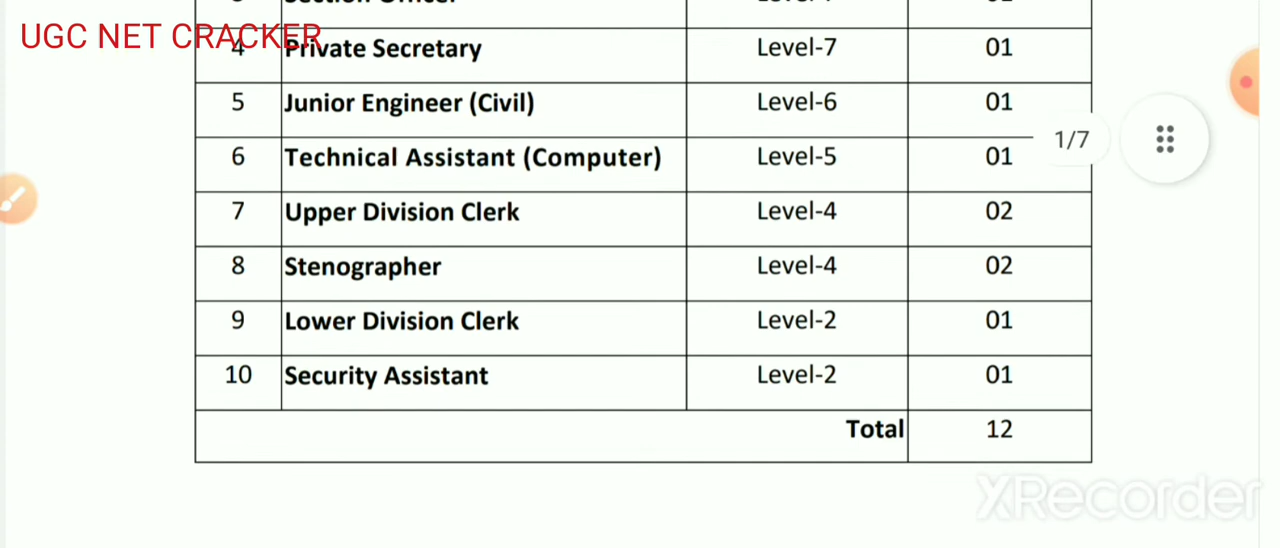 UGC NET CRACKER
4 Private Secretary Level-7 01
5 Junior Engineer (Civil) Level-6 01
1/7
6 Technical Assistant (Computer) Level-5 01
7 Upper Division Clerk Level-4 02
8 Stenographer Level-4 02
9 Lower Division Clerk Level-2 01
10 Security Assistant Level-2 01
Total 12
XRecorder